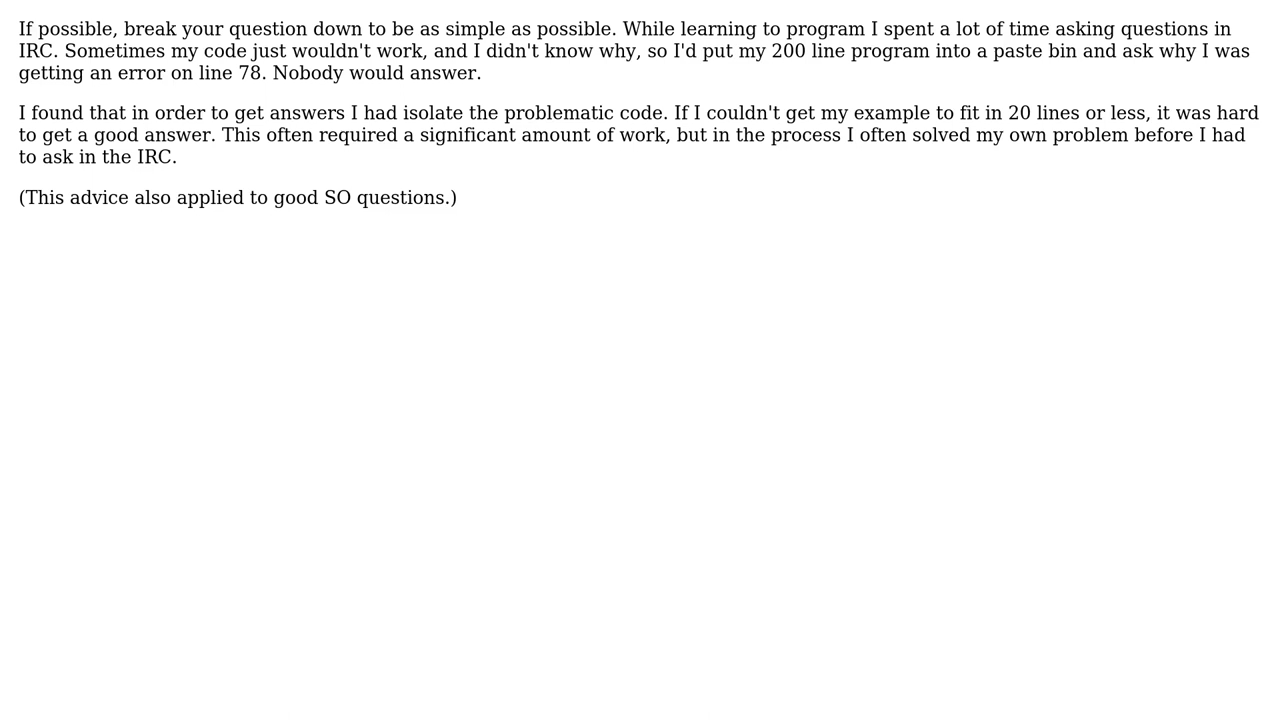 If possible, break your question down to be as simple as possible. While learning to program I spent a lot of time asking questions in
IRC. Sometimes my code just wouldn't work, and I didn't know why, so I'd put my 200 line program into a paste bin and ask why I was
getting an error on line 78. Nobody would answer.
I found that in order to get answers I had isolate the problematic code. If I couldn't get my example to fit in 20 lines or less, it was hard
to get a good answer. This often required a significant amount of work, but in the process I often solved my own problem before I had
to ask in the IRC.
(This advice also applied to good SO questions.)